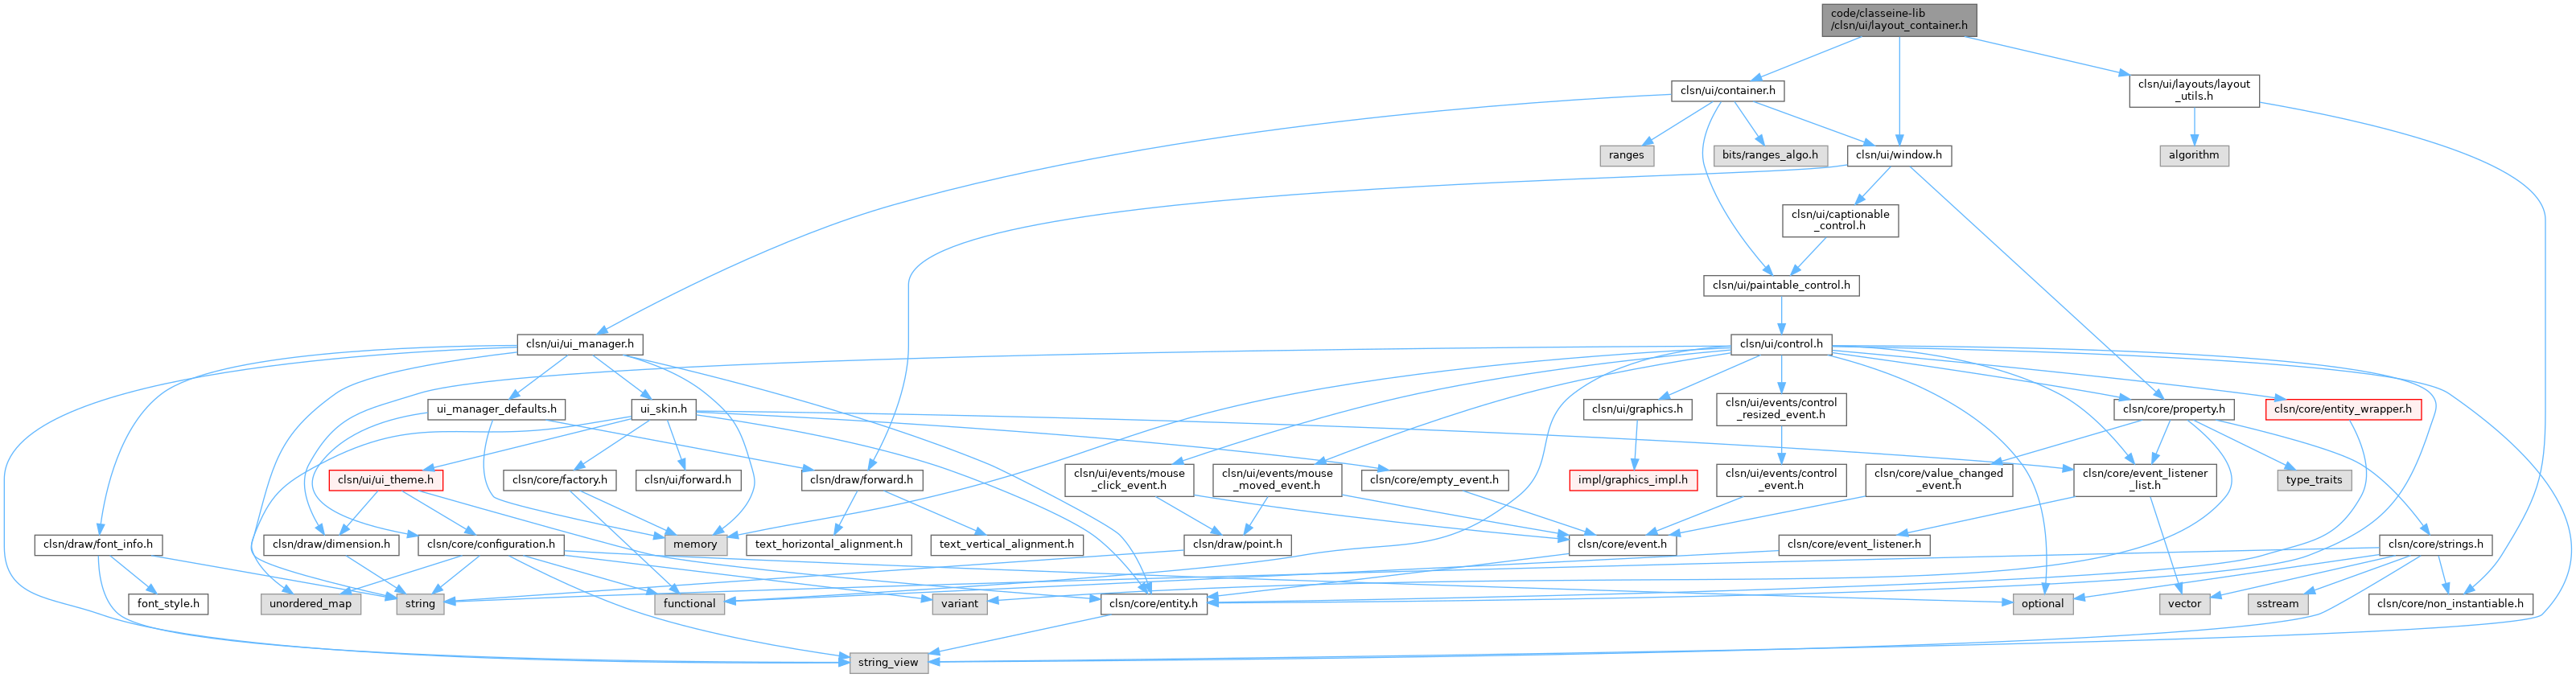 code/classeine-lib
/clsn/ui/layout_container.h
clsn/ui/container.h
clsn/ui/layouts/layout
_utils.h
ranges
bits/ranges_algo.h
clsn/ui/window.h
algorithm
clsn/ui/captionable
_control.h
clsn/ui/paintable_control.h
clsn/ui/ui_manager.h
clsn/ui/control.h
ui_manager_defaults.h
ui_skin.h
clsn/ui/graphics.h
clsn/ui/events/control
_resized_event.h
clsn/core/property.h
clsn/core/entity_wrapper.h
clsn/ui/ui_theme.h
clsn/core/factory.h
clsn/ui/forward.h
clsn/draw/forward.h
clsn/ui/events/mouse
_click_event.h
clsn/ui/events/mouse
_moved_event.h
clsn/core/empty_event.h
impl/graphics_impl.h
clsn/ui/events/control
_event.h
clsn/core/value_changed
_event.h
clsn/core/event_listener
_list.h
type_traits
clsn/draw/font_info.h
clsn/draw/dimension.h
clsn/core/configuration.h
memory
text_horizontal_alignment.h
text_vertical_alignment.h
clsn/draw/point.h
clsn/core/event.h
clsn/core/event_listener.h
clsn/core/strings.h
font_style.h
unordered_map
string
functional
variant
clsn/core/entity.h
optional
vector
sstream
clsn/core/non_instantiable.h
string_view